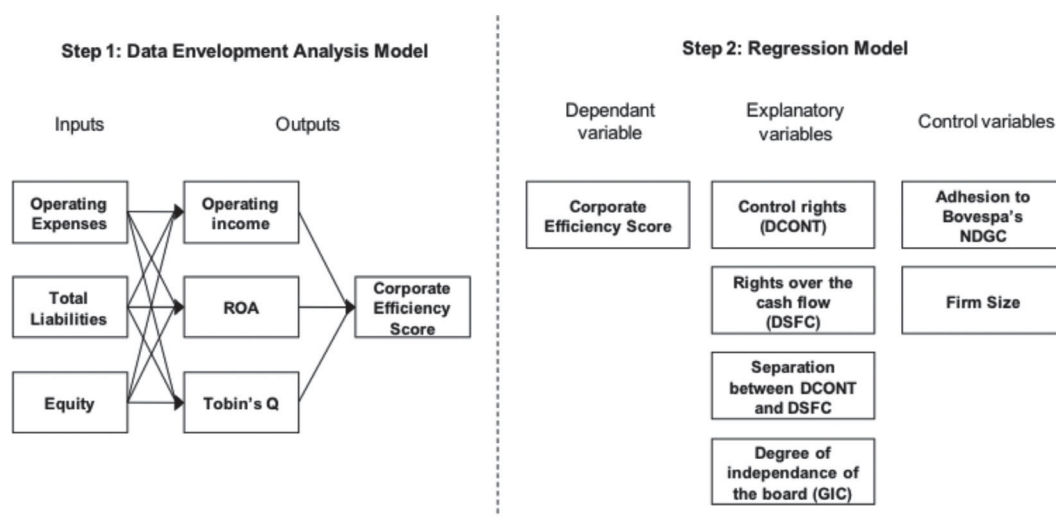 Step 1: Data Envelopment Analysis Model
Inputs
Outputs
Operating
Expenses
Operating
income
Total
Liabilities
ROA
Corporate
Efficiency
Score
Equity
Tobin's Q
Step 2: Regression Model
Dependant
variable
Explanatory
variables
Control variables
Corporate
Efficiency Score
Control rights
(DCONT)
Adhesion to
Bovespa's
NDGC
Rights over the
cash flow
(DSFC)
Firm Size
Separation
between DCONT
and DSFC
Degree of
independance of
the board (GIC)